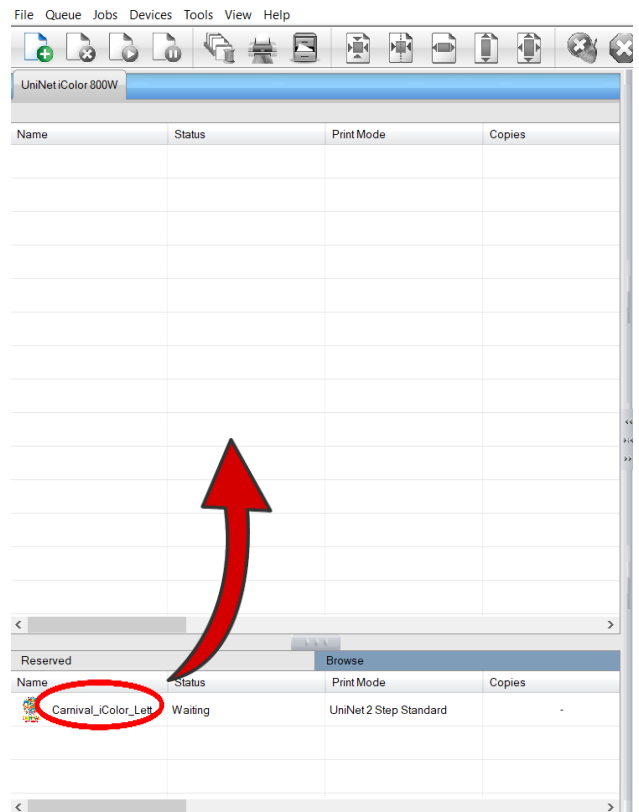 File Queue Jobs Devices Tools View Help
UniNet iColor 800W
Name Status Print Mode Copies
Reserved Browse
Name Status Print Mode Copies
Carnival_iColor_Lett Waiting UniNet 2 Step Standard -